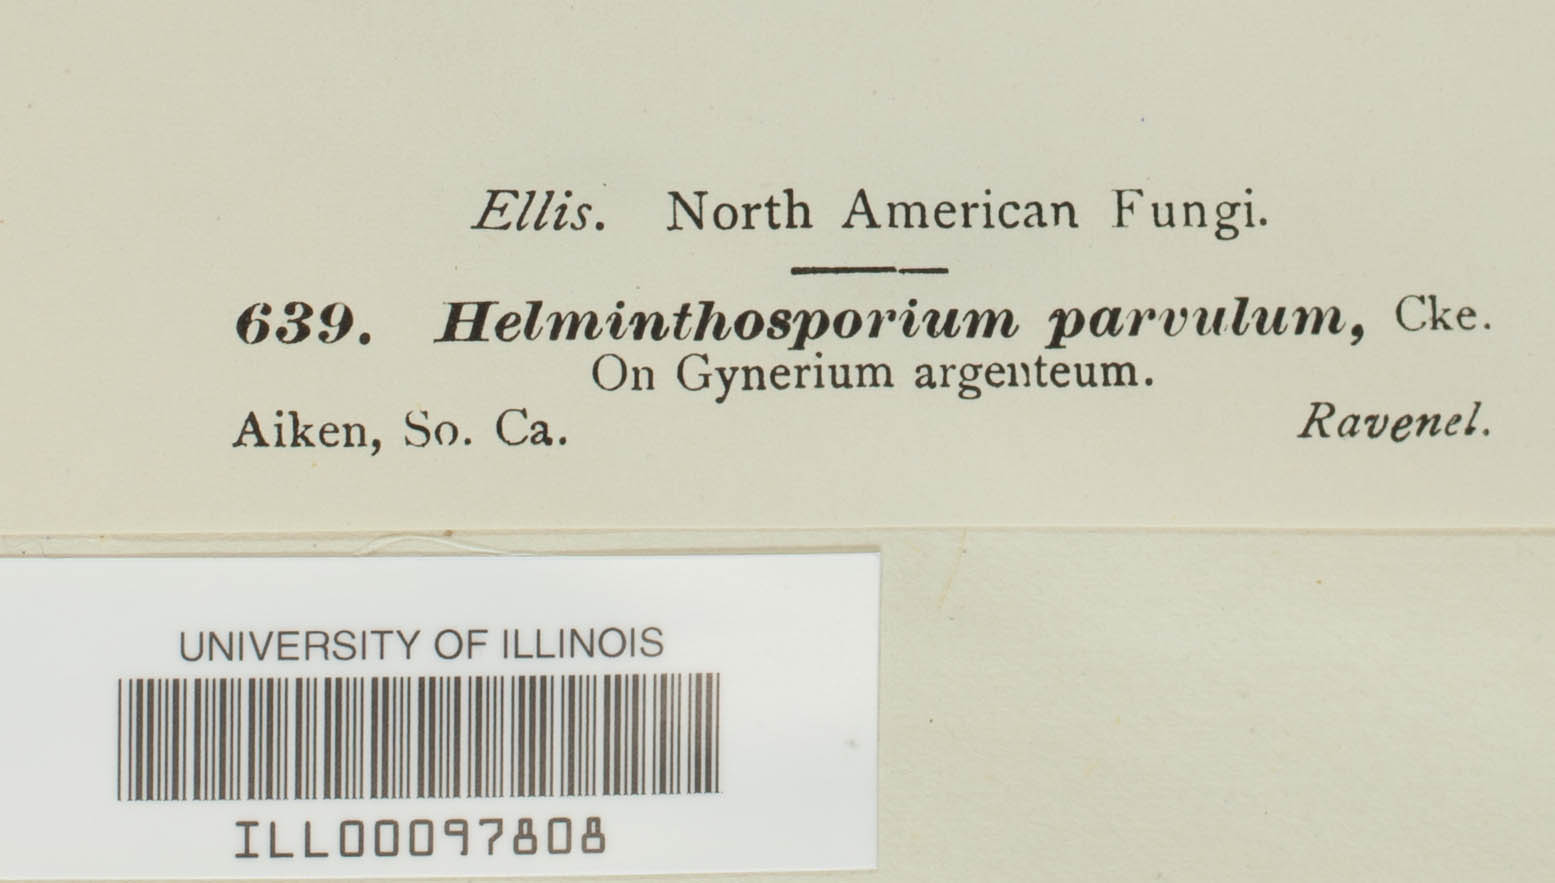 Ellis. North American Fungi.
639. Helminthosporium parvulum, Cke.
On Gynerium argenteum.
Aiken, So. Ca. Ravenel.
UNIVERSITY OF ILLINOIS
ILL00097808